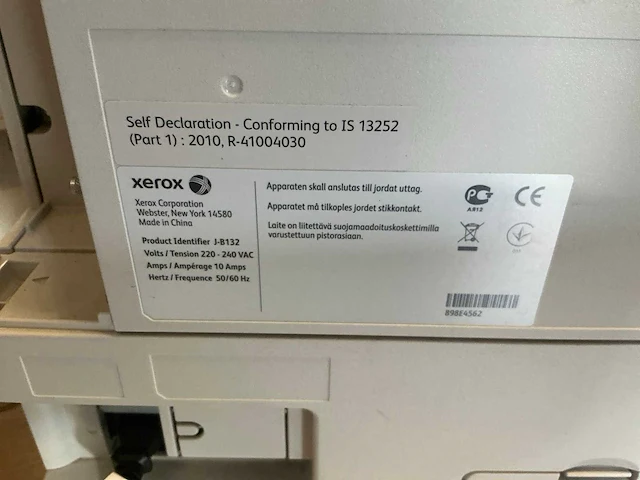 Self Declaration - Conforming to IS 13252
(Part 1) : 2010, R-41004030
xerox
Xerox Corporation
Webster, New York 14580
Made in China
Product Identifier J-B132
Volts / Tension 220 - 240 VAC
Amps / Ampérage 10 Amps
Hertz / Frequence 50/60 Hz
Apparaten skall anslutas till jordat uttag.
Apparatet må tilkoples jordet stikkontakt.
Laite on liitettävä suojamaadoituskoskettimilla
varustettuun pistorasiaan.
PG
AR12
CE
898E4562